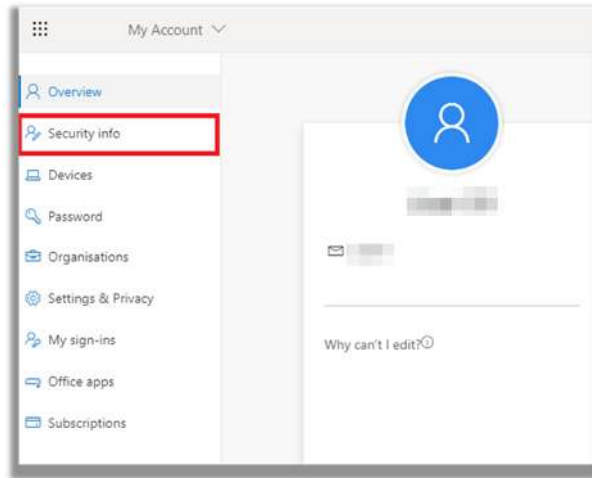 My Account
Overview
Security info
Devices
Password
Organisations
Settings & Privacy
My sign-ins
Office apps
Subscriptions
Why can't I edit?